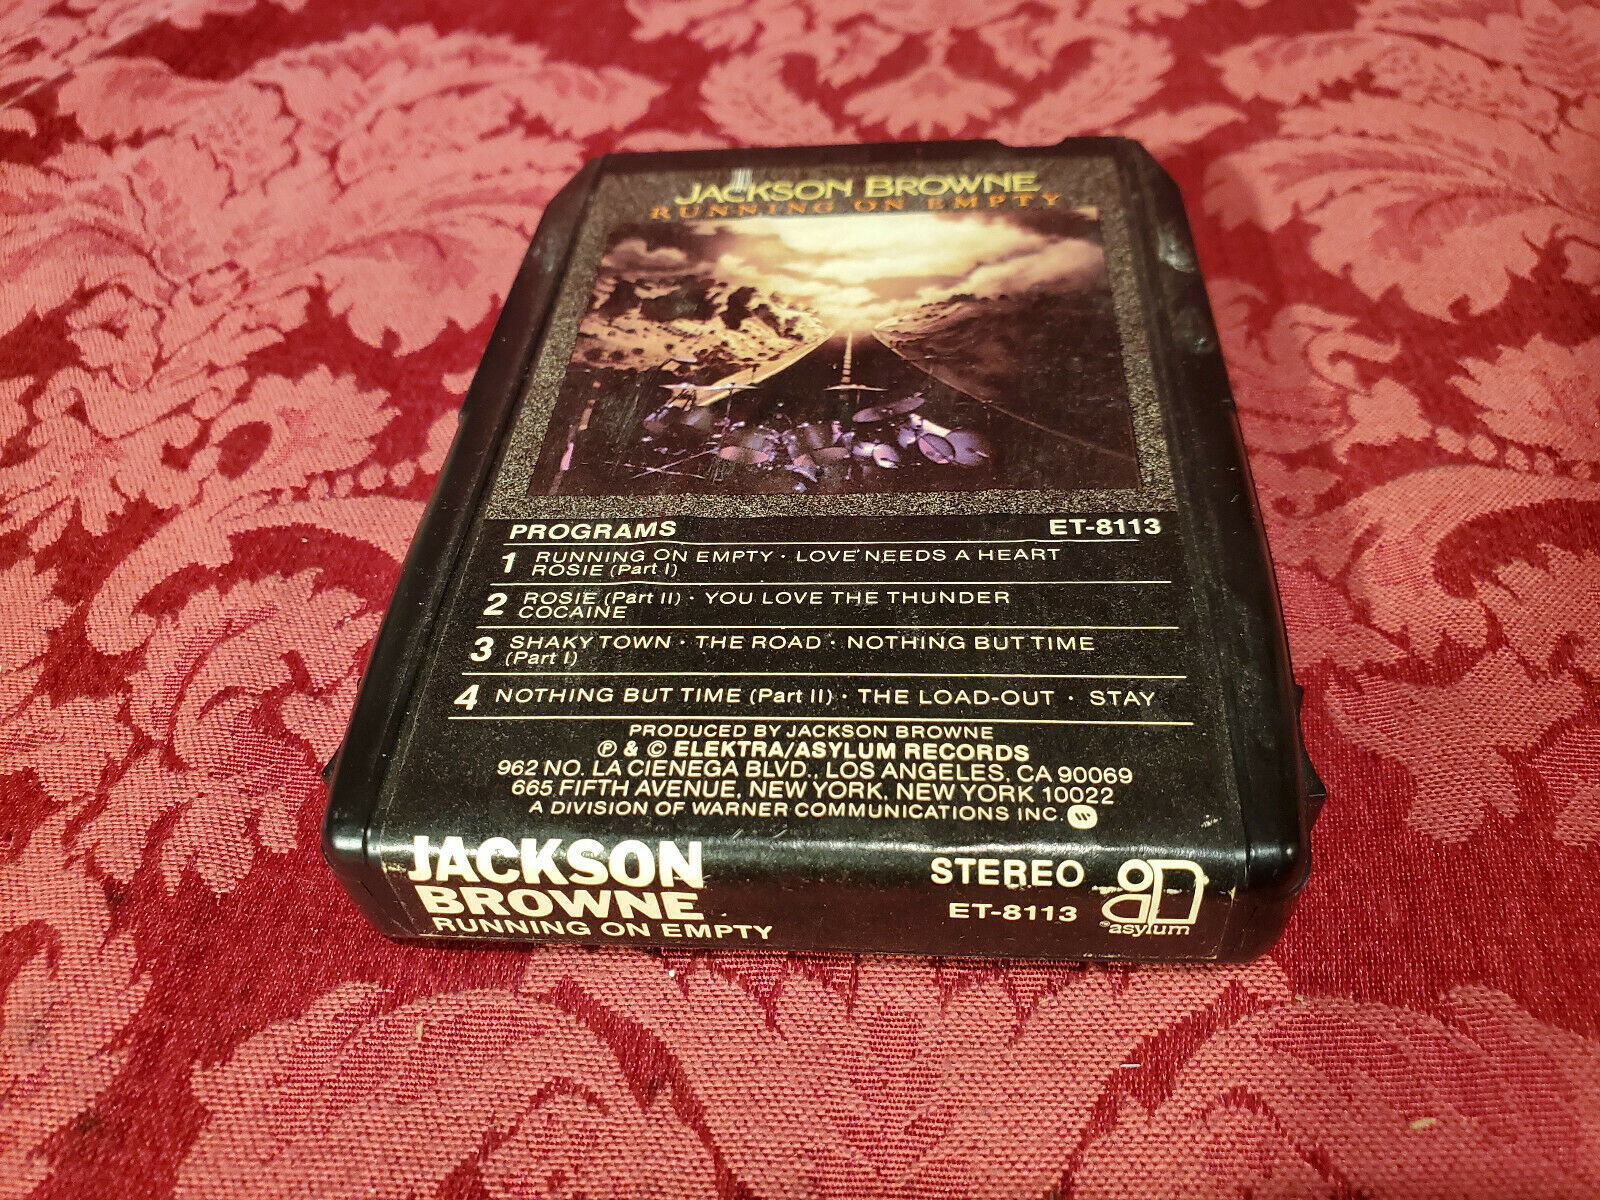 JACKSON BROWNE
RUNNING ON EMPTY
PROGRAMS ET-8113
1 RUNNING ON EMPTY · LOVE NEEDS A HEART
ROSIE (Part I)
2 ROSIE (Part II) · YOU LOVE THE THUNDER
COCAINE
3 SHAKY TOWN · THE ROAD · NOTHING BUT TIME
(Part I)
4 NOTHING BUT TIME (Part II) · THE LOAD-OUT · STAY
PRODUCED BY JACKSON BROWNE
℗ & © ELEKTRA/ASYLUM RECORDS
962 NO. LA CIENEGA BLVD., LOS ANGELES, CA 90069
665 FIFTH AVENUE, NEW YORK, NEW YORK 10022
A DIVISION OF WARNER COMMUNICATIONS INC.
JACKSON
BROWNE
RUNNING ON EMPTY
STEREO
ET-8113
asylum